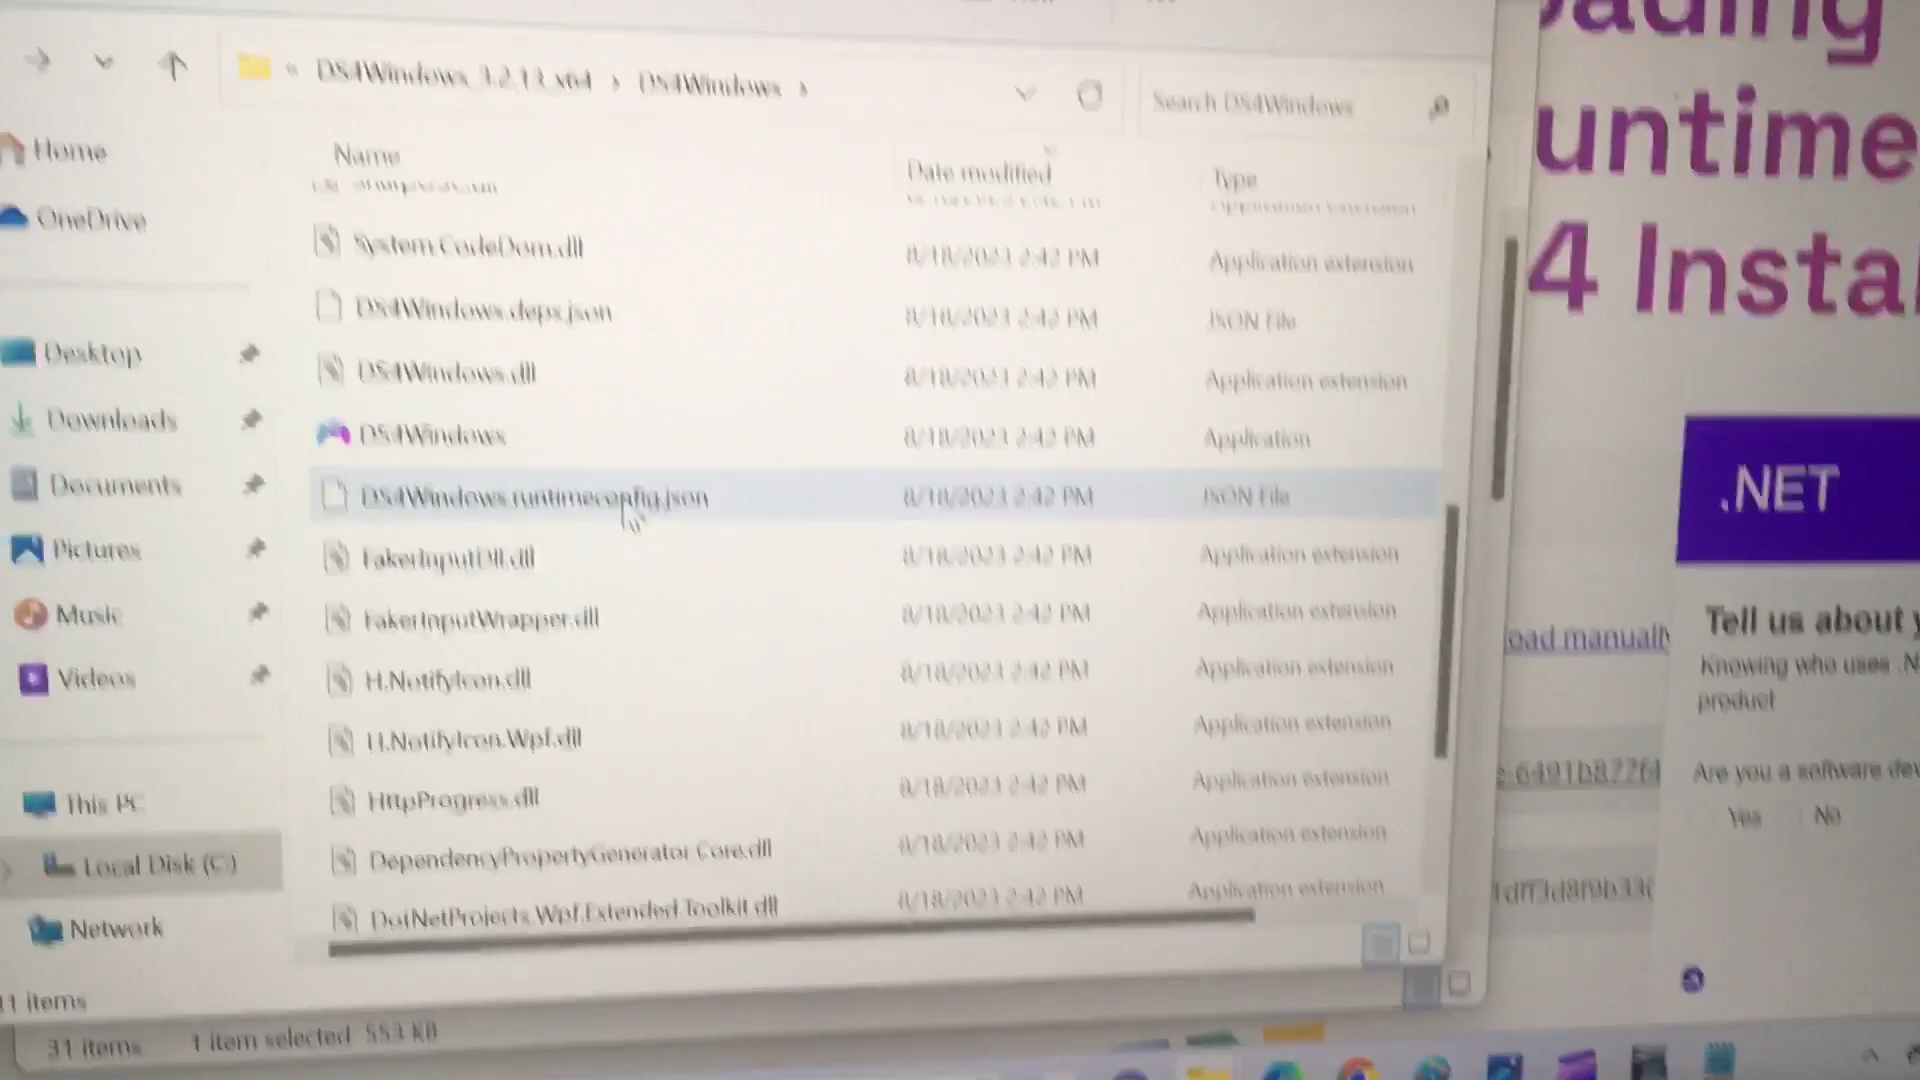 « DS4Windows_3.2.13_x64 › DS4Windows ›
Search DS4Windows
Home
OneDrive
Desktop
Downloads
Documents
Pictures
Music
Videos
This PC
Local Disk (C:)
Network
Name Date modified Type
System.CodeDom.dll 8/18/2023 2:42 PM Application extension
DS4Windows.deps.json 8/18/2023 2:42 PM JSON File
DS4Windows.dll 8/18/2023 2:42 PM Application extension
DS4Windows 8/18/2023 2:42 PM Application
DS4Windows.runtimeconfig.json 8/18/2023 2:42 PM JSON File
FakerInputDll.dll 8/18/2023 2:42 PM Application extension
FakerInputWrapper.dll 8/18/2023 2:42 PM Application extension
H.NotifyIcon.dll 8/18/2023 2:42 PM Application extension
H.NotifyIcon.Wpf.dll 8/18/2023 2:42 PM Application extension
HttpProgress.dll 8/18/2023 2:42 PM Application extension
DependencyPropertyGenerator.Core.dll 8/18/2023 2:42 PM Application extension
DotNetProjects.Wpf.Extended.Toolkit.dll 8/18/2023 2:42 PM Application extension
items
31 items 1 item selected 553 KB
ading
untime
4 Instal
oad manually
.NET
Tell us about y
Knowing who uses .N
product
Are you a software dev
Yes No